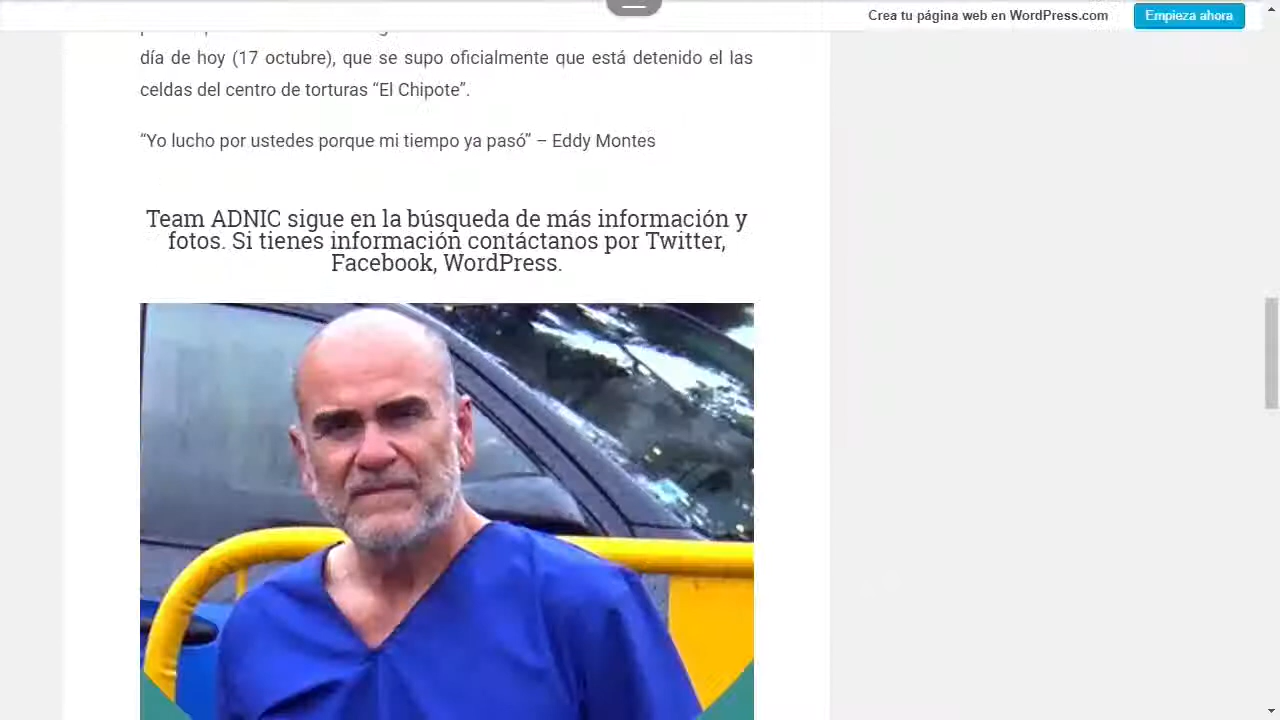 Crea tu página web en WordPress.com
Empieza ahora
día de hoy (17 octubre), que se supo oficialmente que está detenido el las
celdas del centro de torturas “El Chipote”.
“Yo lucho por ustedes porque mi tiempo ya pasó” – Eddy Montes
Team ADNIC sigue en la búsqueda de más información y
fotos. Si tienes información contáctanos por Twitter,
Facebook, WordPress.